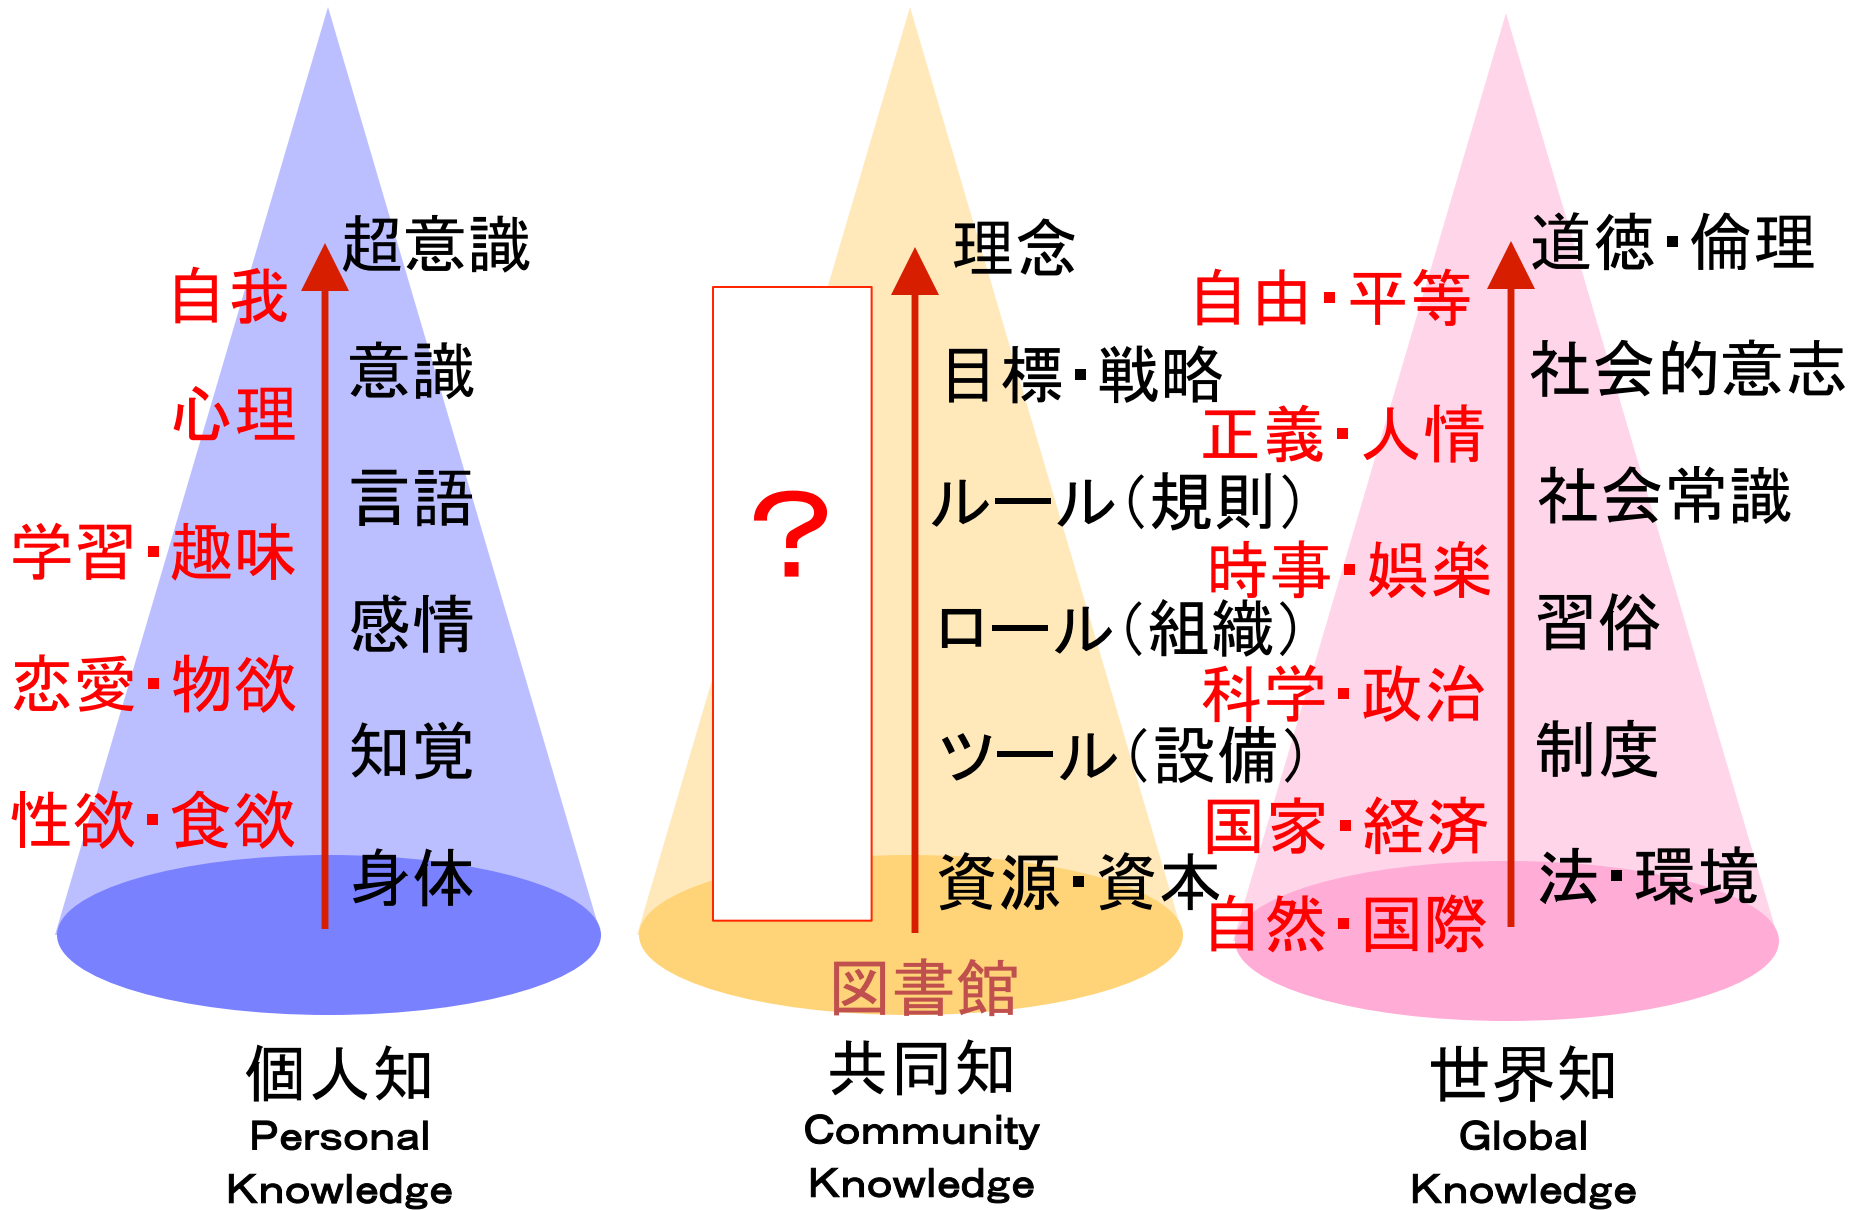 超意識
自我
意識
心理
言語
学習・趣味
感情
恋愛・物欲
知覚
性欲・食欲
身体
個人知
Personal
Knowledge
理念
目標・戦略
?
ルール(規則)
ロール(組織)
ツール(設備)
資源・資本
図書館
共同知
Community
Knowledge
道徳・倫理
自由・平等
社会的意志
正義・人情
社会常識
時事・娯楽
習俗
科学・政治
制度
国家・経済
法・環境
自然・国際
世界知
Global
Knowledge